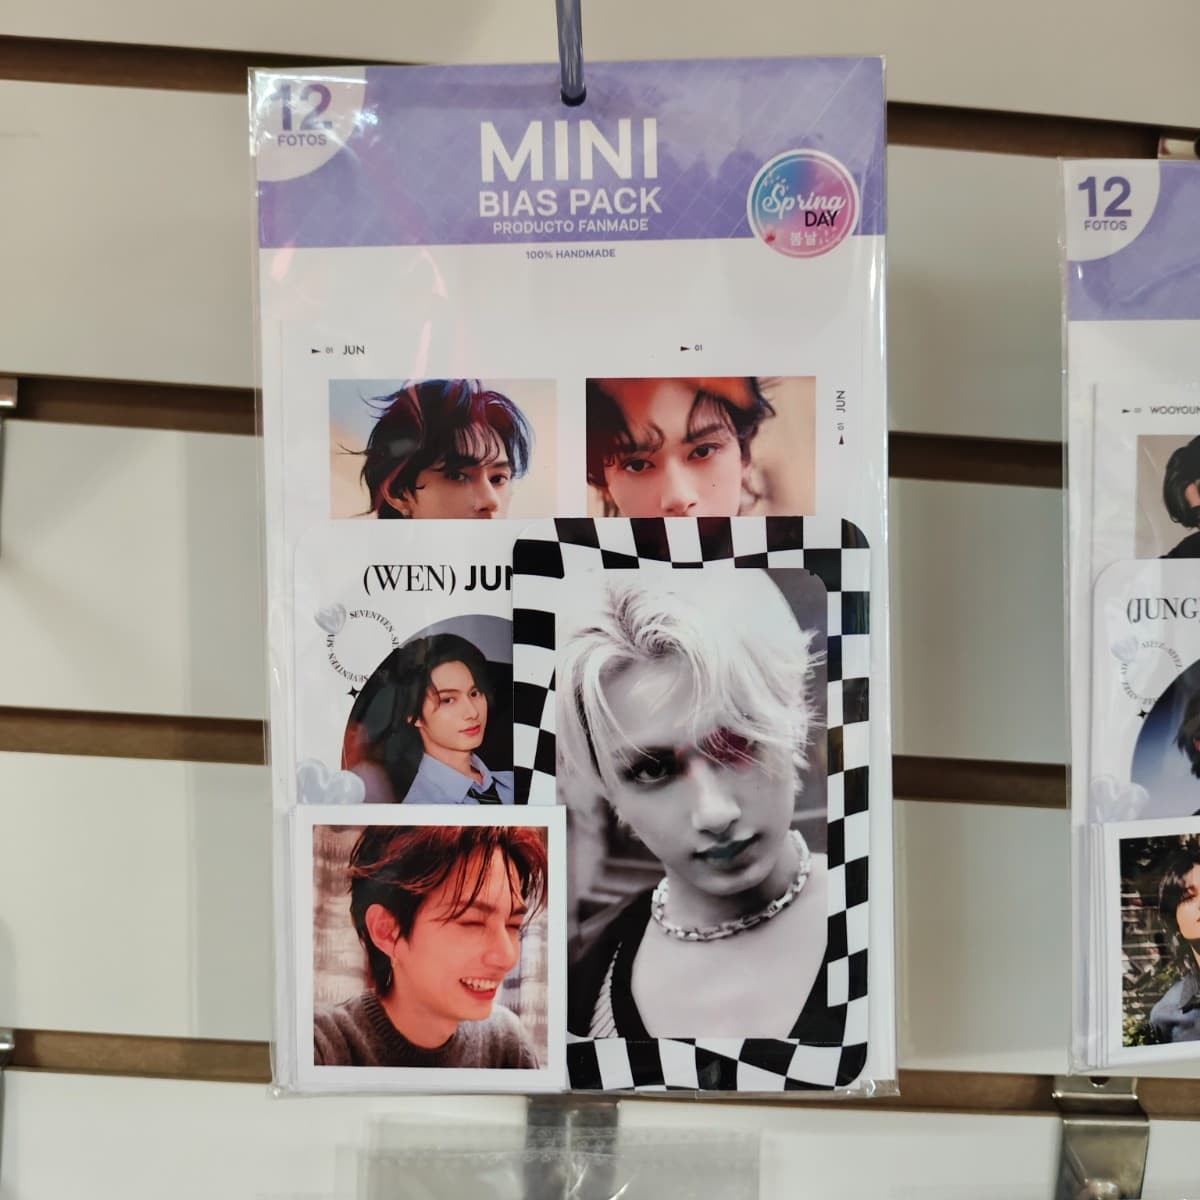 12
FOTOS
MINI
BIAS PACK
PRODUCTO FANMADE
100% HANDMADE
Spring
DAY
봄날
01 JUN
01
01 JUN
(WEN) JUN
SEVENTEEN
SEVENTEEN
12
FOTOS
01 WOOYOUN
(JUNG